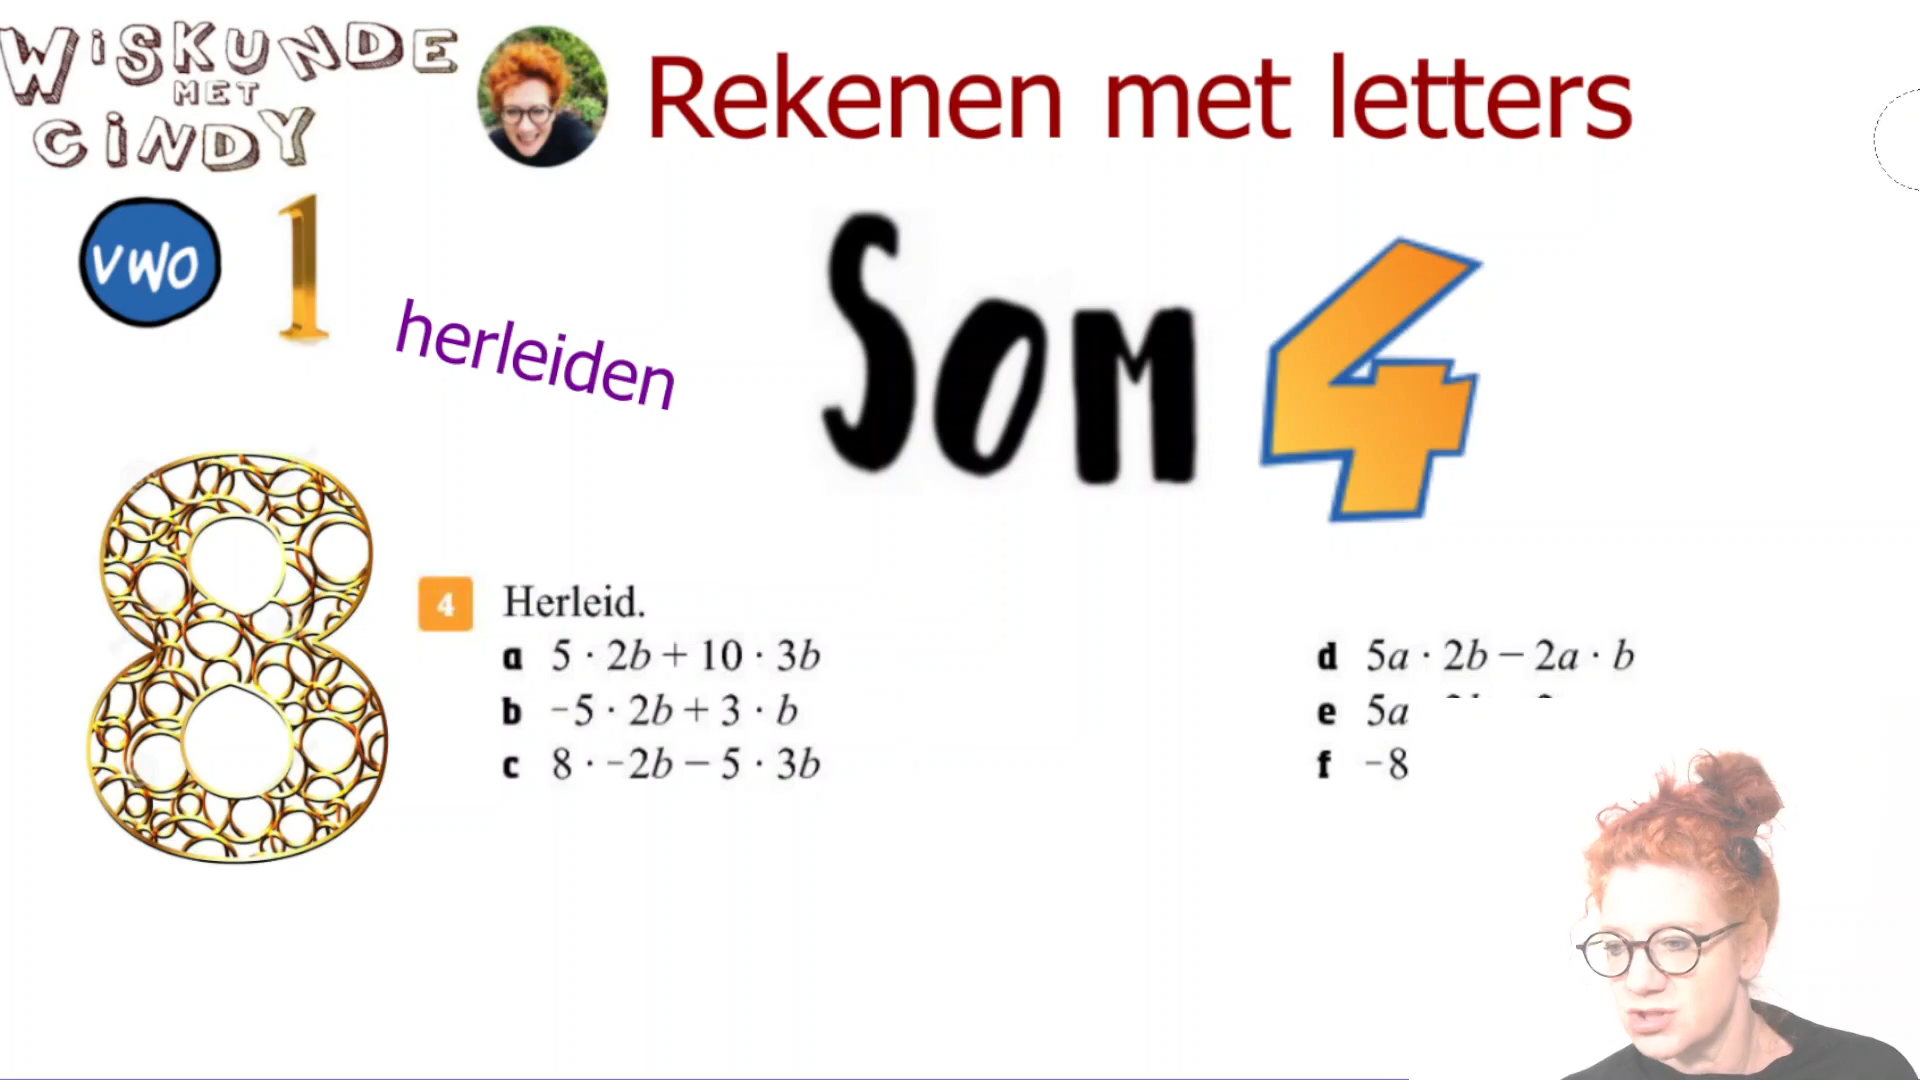 WiSKUNDE
MET
CiNDY
Rekenen met letters
VWO 1
herleiden
Som 4
8
4 Herleid.
a 5 · 2b + 10 · 3b
b -5 · 2b + 3 · b
c 8 · -2b – 5 · 3b
d 5a · 2b – 2a · b
e 5a
f -8